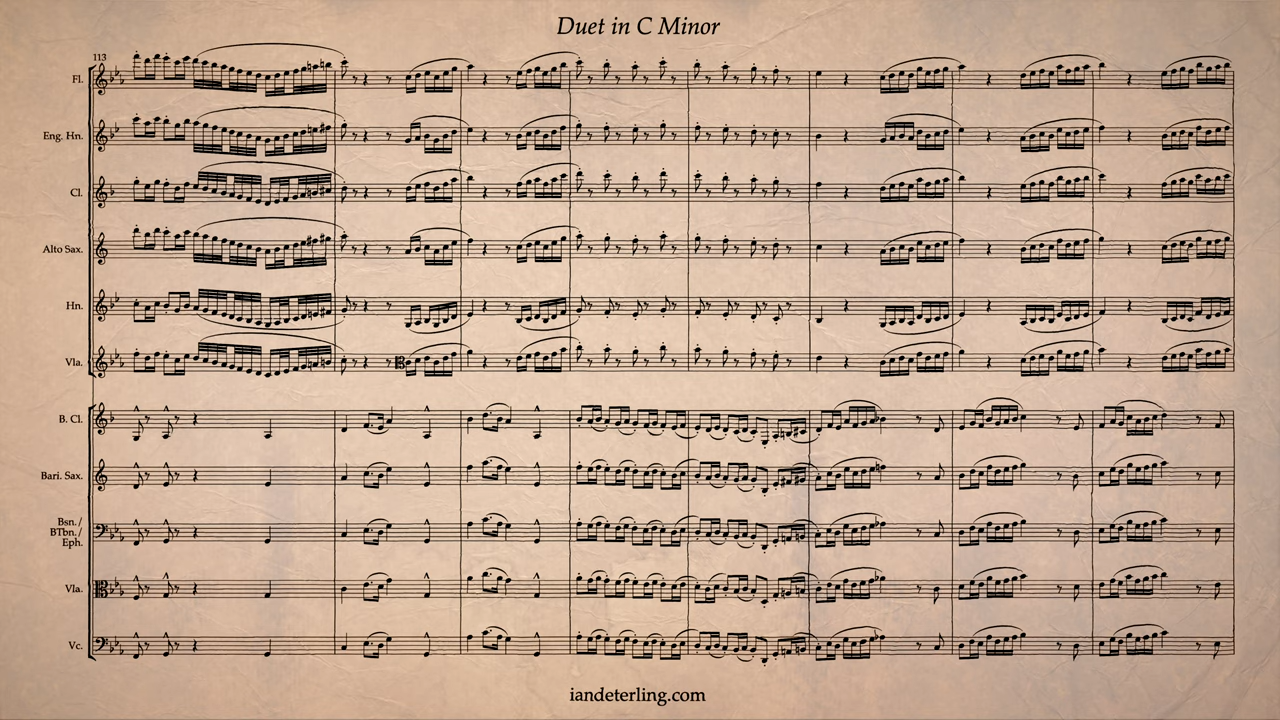 Duet in C Minor
113
Fl.
Eng. Hn.
Cl.
Alto Sax.
Hn.
Vla.
B. Cl.
Bari. Sax.
Bsn./
BTbn./
Eph.
Vla.
Vc.
iandeterling.com